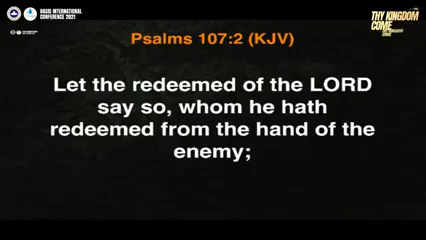 OASIS INTERNATIONAL
CONFERENCE 2021
THY KINGDOM
COME
Psalms 107:2 (KJV)
Let the redeemed of the LORD
say so, whom he hath
redeemed from the hand of the
enemy;